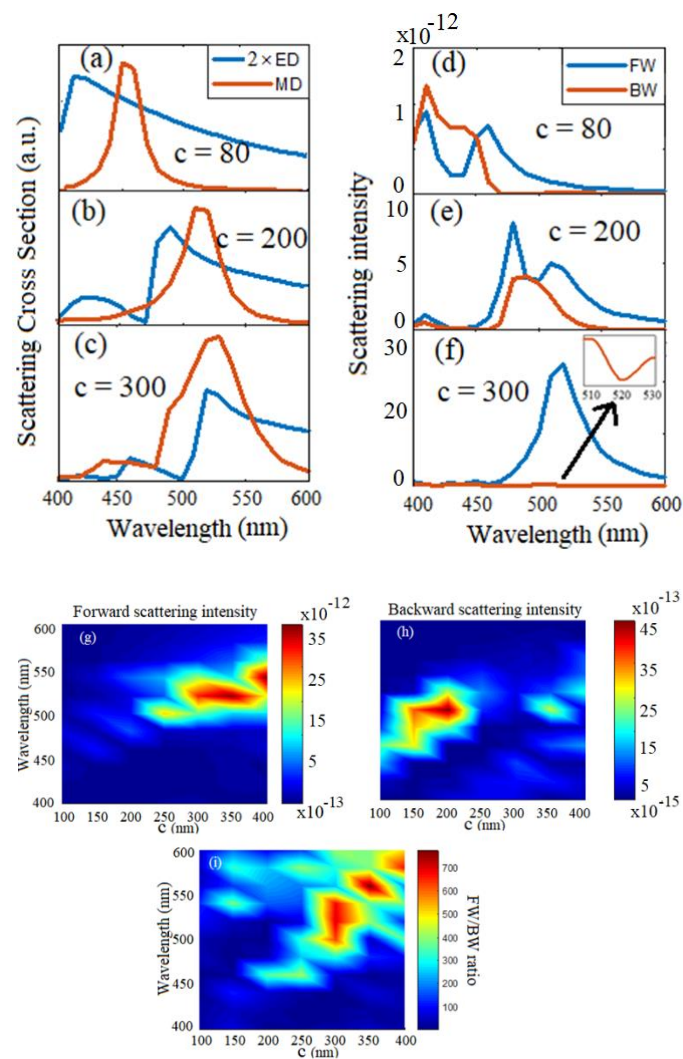 x10-12
(a)
2 × ED
MD
c = 80
(b)
c = 200
(c)
c = 300
Scattering Cross Section (a.u.)
400 450 500 550 600
Wavelength (nm)
2
1
0
(d)
FW
BW
c = 80
10
5
0
(e)
c = 200
30
20
0
(f)
c = 300
510 520 530
Scattering intensity
400 450 500 550 600
Wavelength (nm)
Forward scattering intensity
(g)
600
550
500
450
400
Wavelength (nm)
100 150 200 250 300 350 400
c (nm)
x10-12
35
25
15
5
x10-13
Backward scattering intensity
(h)
100 150 200 250 300 350 400
c (nm)
x10-13
45
35
25
15
5
x10-15
(i)
600
550
500
450
400
Wavelength (nm)
100 150 200 250 300 350 400
c (nm)
700
600
500
400
300
200
100
FW/BW ratio